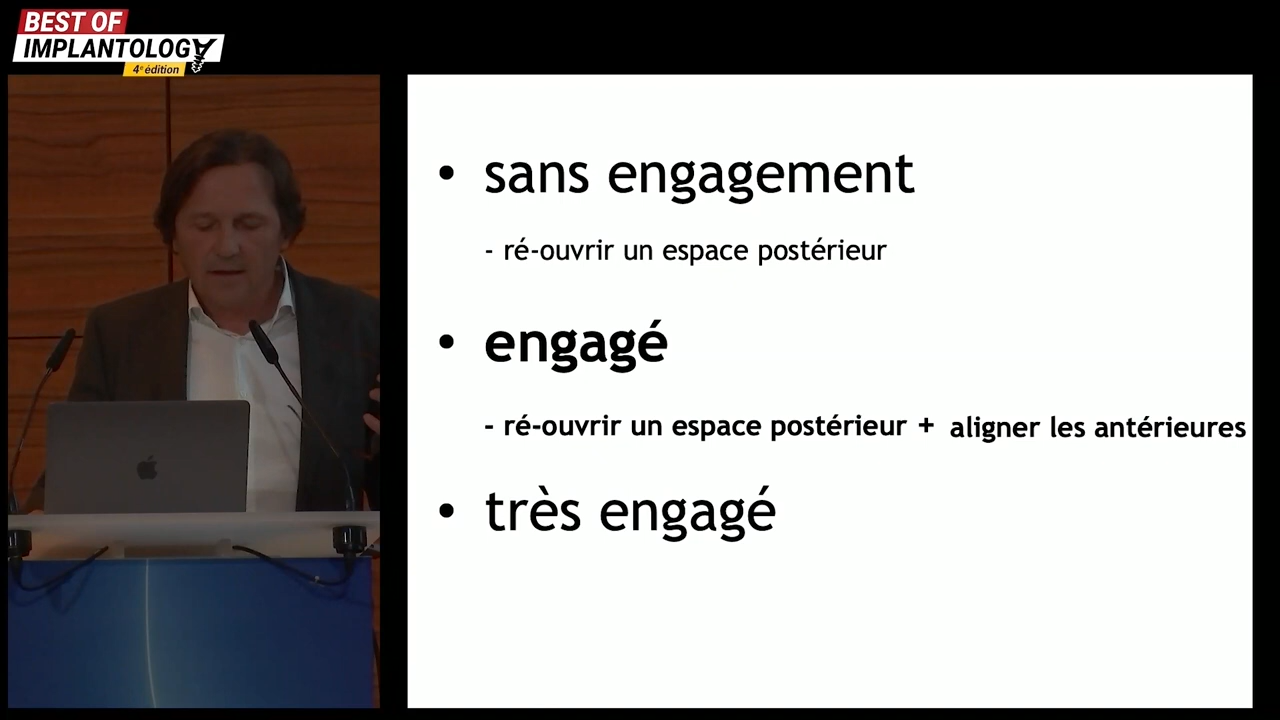 BEST OF
IMPLANTOLOGY
4e édition
• sans engagement
- ré-ouvrir un espace postérieur
• engagé
- ré-ouvrir un espace postérieur + aligner les antérieures
• très engagé